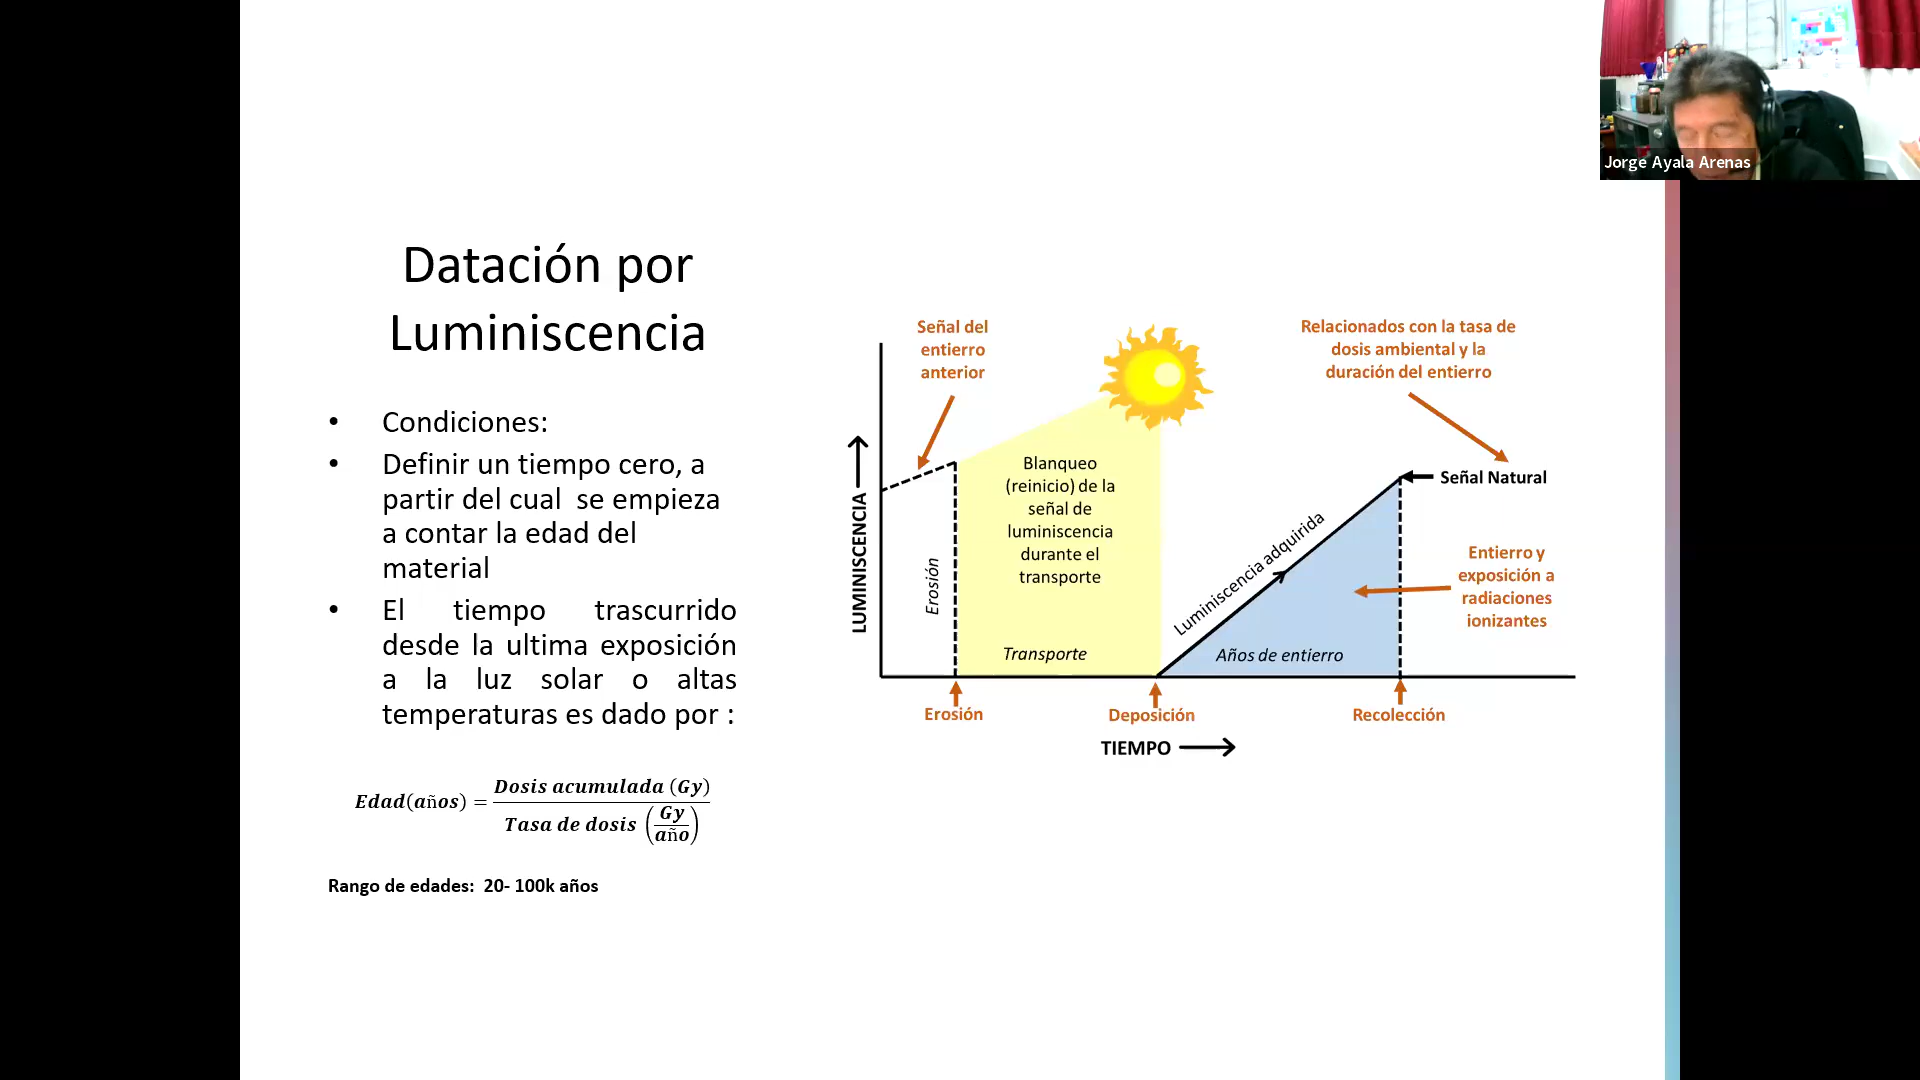 Jorge Ayala Arenas
Datación por
Luminiscencia
• Condiciones:
• Definir un tiempo cero, a
partir del cual se empieza
a contar la edad del
material
• El tiempo trascurrido
desde la ultima exposición
a la luz solar o altas
temperaturas es dado por :
Edad(años) = Dosis acumulada (Gy) / Tasa de dosis (Gy/año)
Rango de edades: 20- 100k años
Señal del
entierro
anterior
Relacionados con la tasa de
dosis ambiental y la
duración del entierro
LUMINISCENCIA
Erosión
Blanqueo
(reinicio) de la
señal de
luminiscencia
durante el
transporte
Transporte
Luminiscencia adquirida
Años de entierro
Señal Natural
Entierro y
exposición a
radiaciones
ionizantes
Erosión
Deposición
Recolección
TIEMPO